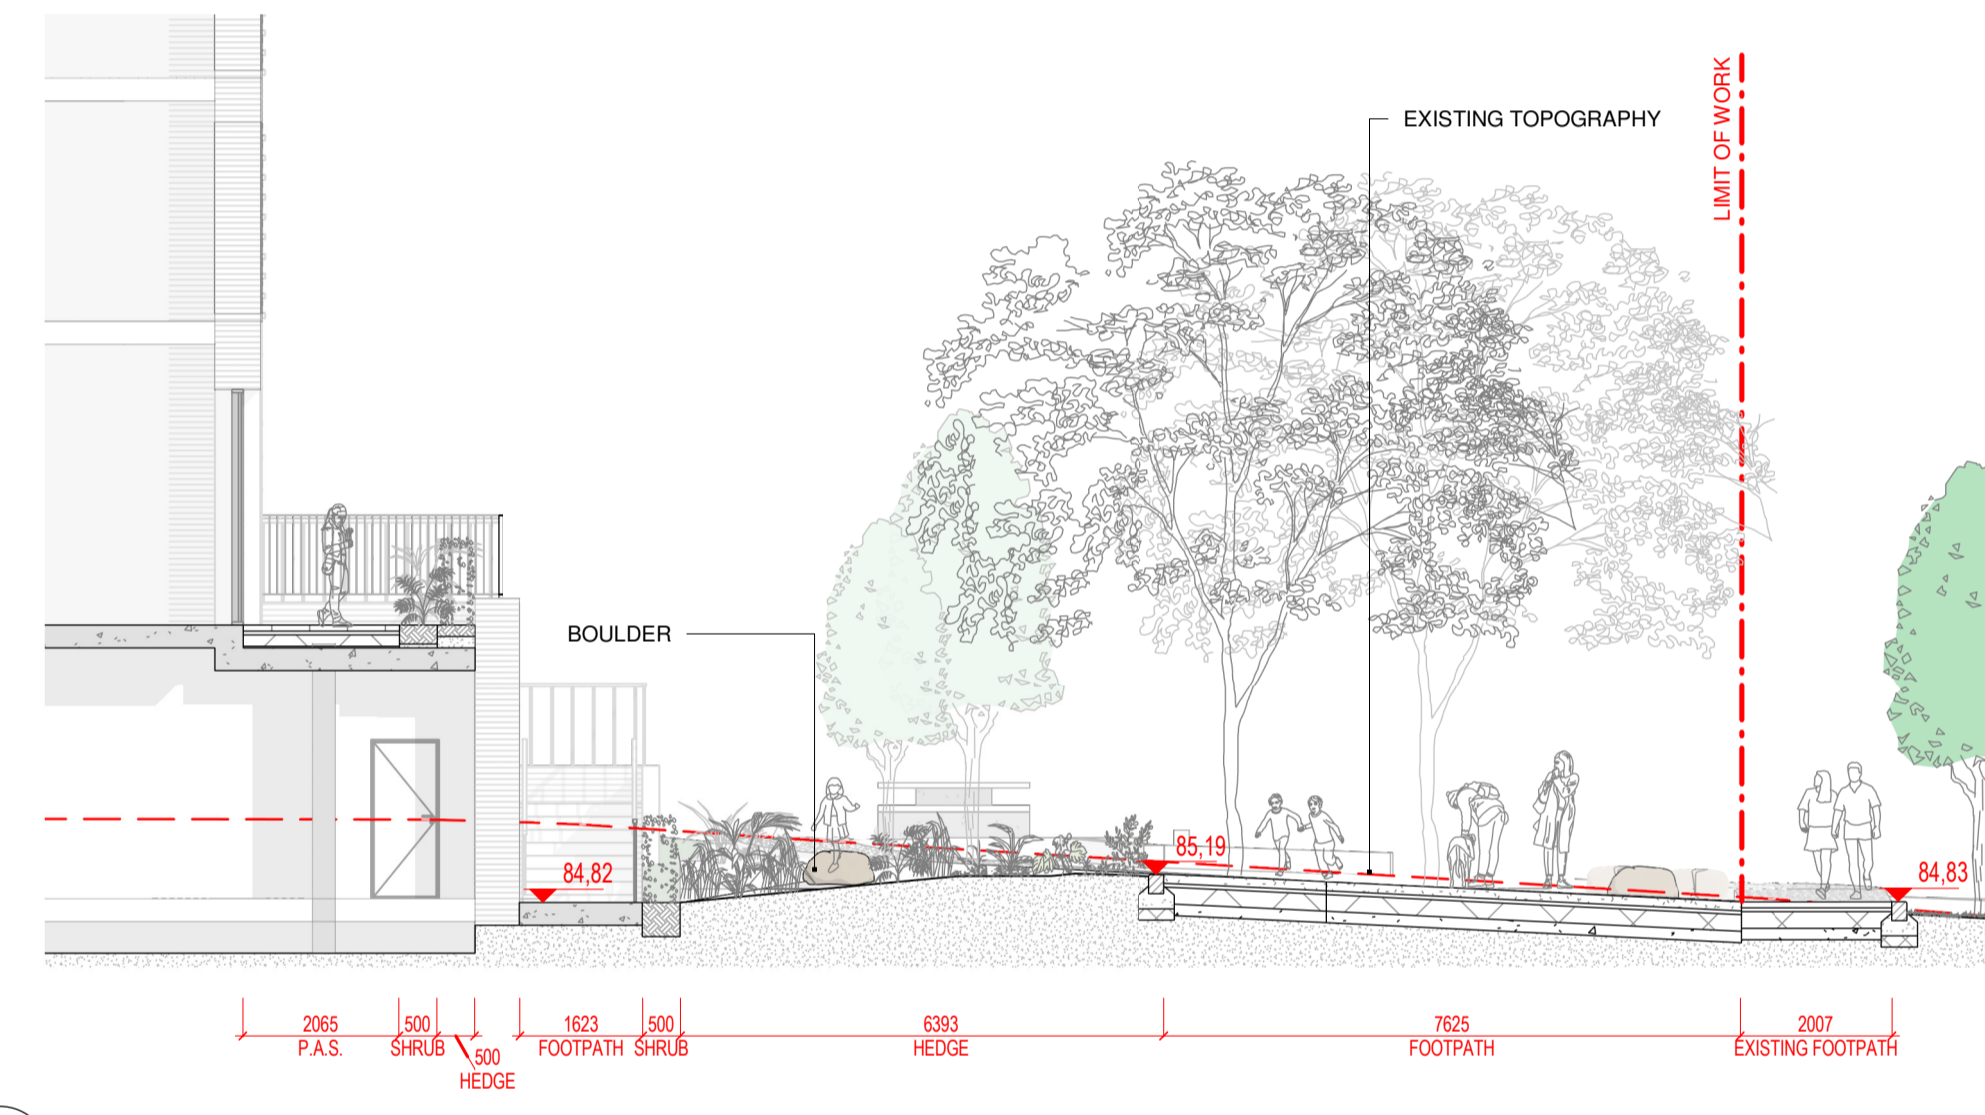 LIMIT OF WORK
EXISTING TOPOGRAPHY
BOULDER
85,19
84,82
84,83
2065
P.A.S.
500
SHRUB
500
HEDGE
1623
FOOTPATH
500
SHRUB
6393
HEDGE
7625
FOOTPATH
2007
EXISTING FOOTPATH